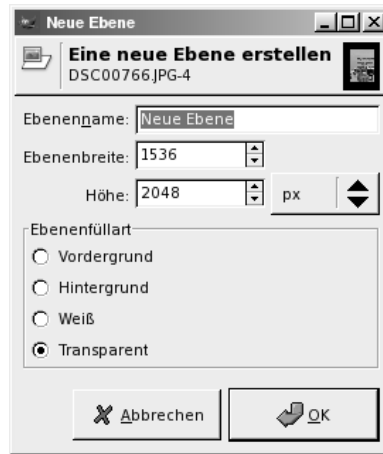 Neue Ebene
Eine neue Ebene erstellen
DSC00766.JPG-4
Ebenenname: Neue Ebene
Ebenenbreite: 1536
Höhe: 2048 px
Ebenenfüllart
Vordergrund
Hintergrund
Weiß
Transparent
Abbrechen OK